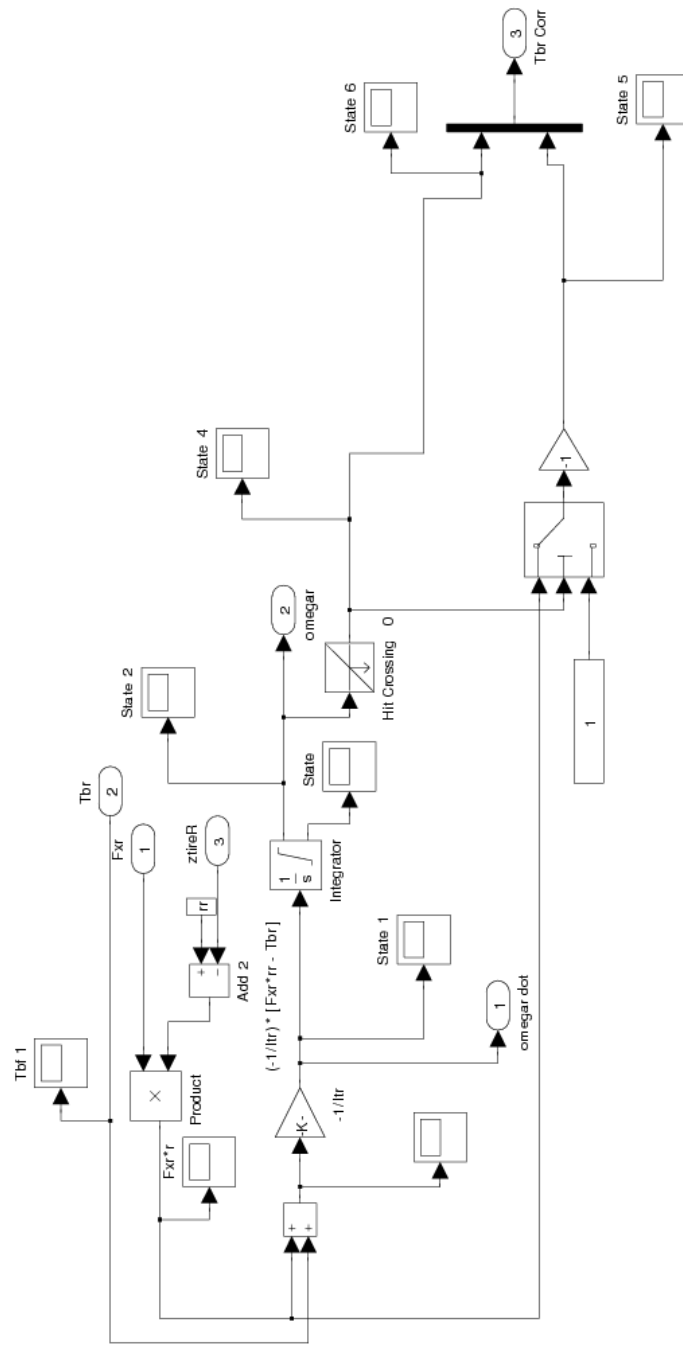 Tbf 1
Tbr
2
Fxr
1
ztireR
3
rr
+
−
Add 2
×
Product
Fxr*r
+
+
-K-
-1/Itr
(-1/Itr) * [Fxr*rr - Tbr]
1
s
Integrator
State
State 1
1
omegar dot
State 2
2
omegar
Hit Crossing
0
State 4
1
-1
State 6
State 5
3
Tbr Corr